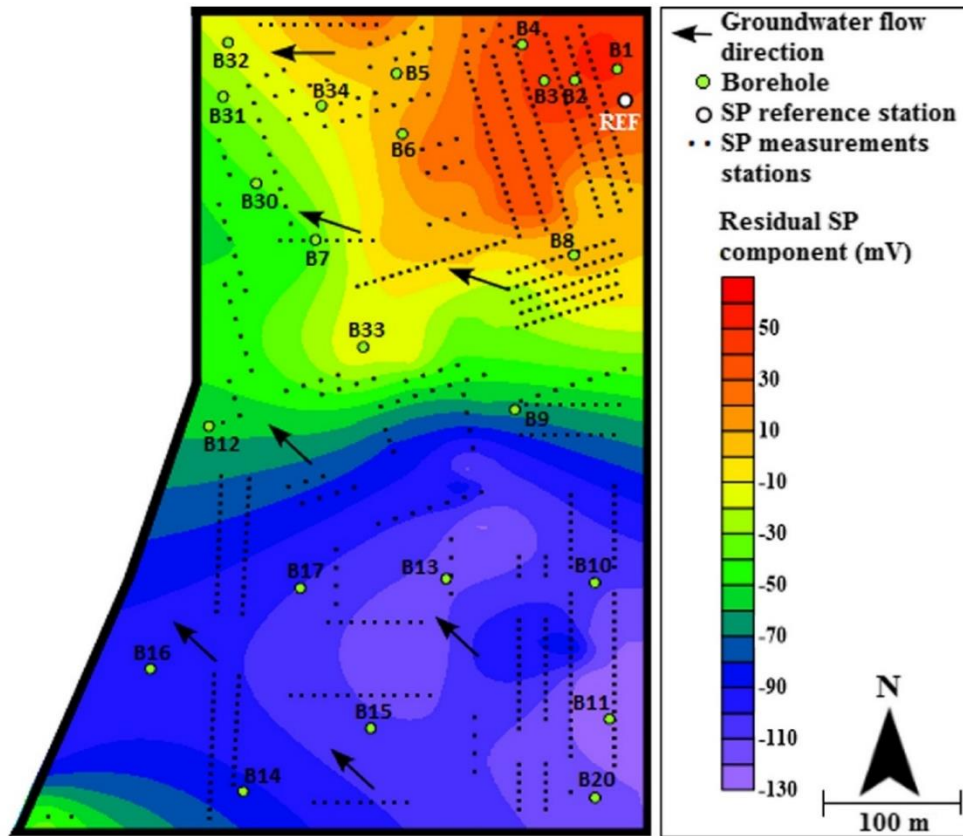 B4
B1
B32
B5
B3
B2
B34
B31
REF
B6
B30
B7
B8
B33
B9
B12
B17
B13
B10
B16
B11
B15
B14
B20
Groundwater flow
direction
Borehole
SP reference station
SP measurements
stations
Residual SP
component (mV)
50
30
10
-10
-30
-50
-70
-90
-110
-130
N
100 m